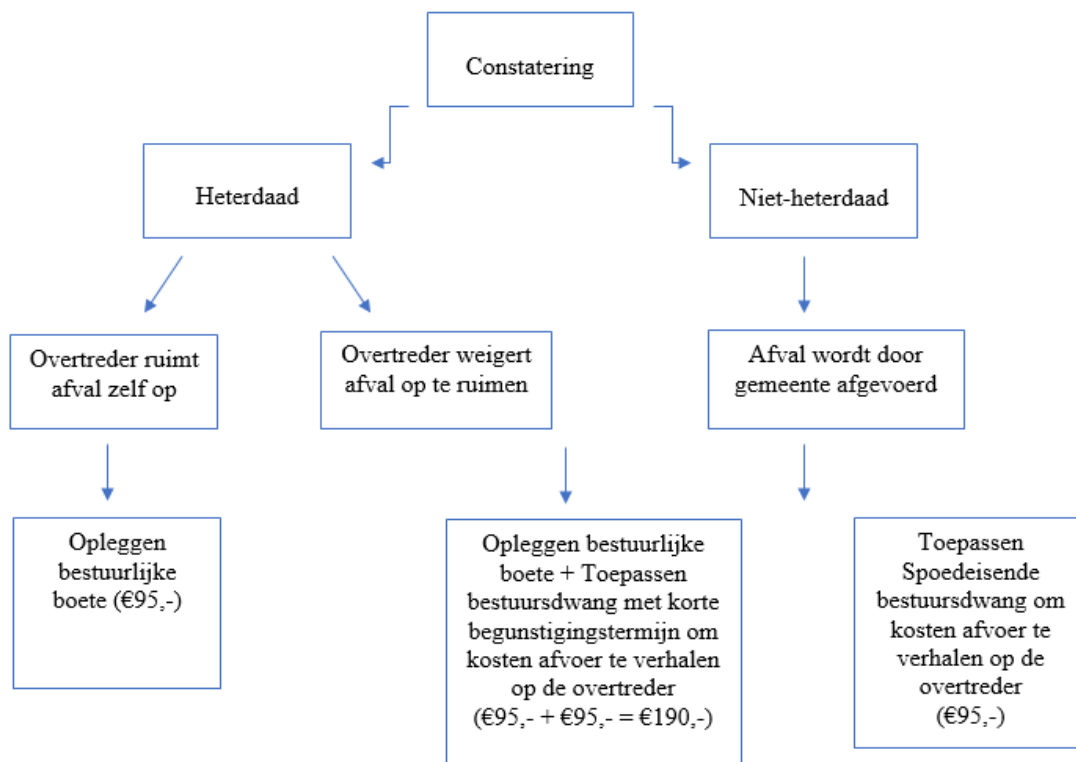 Constatering
Heterdaad
Niet-heterdaad
Overtreder ruimt
afval zelf op
Overtreder weigert
afval op te ruimen
Afval wordt door
gemeente afgevoerd
Opleggen
bestuurlijke
boete (€95,-)
Opleggen bestuurlijke
boete + Toepassen
bestuursdwang met korte
begunstigingstermijn om
kosten afvoer te verhalen
op de overtreder
(€95,- + €95,- = €190,-)
Toepassen
Spoedeisende
bestuursdwang om
kosten afvoer te
verhalen op de
overtreder
(€95,-)